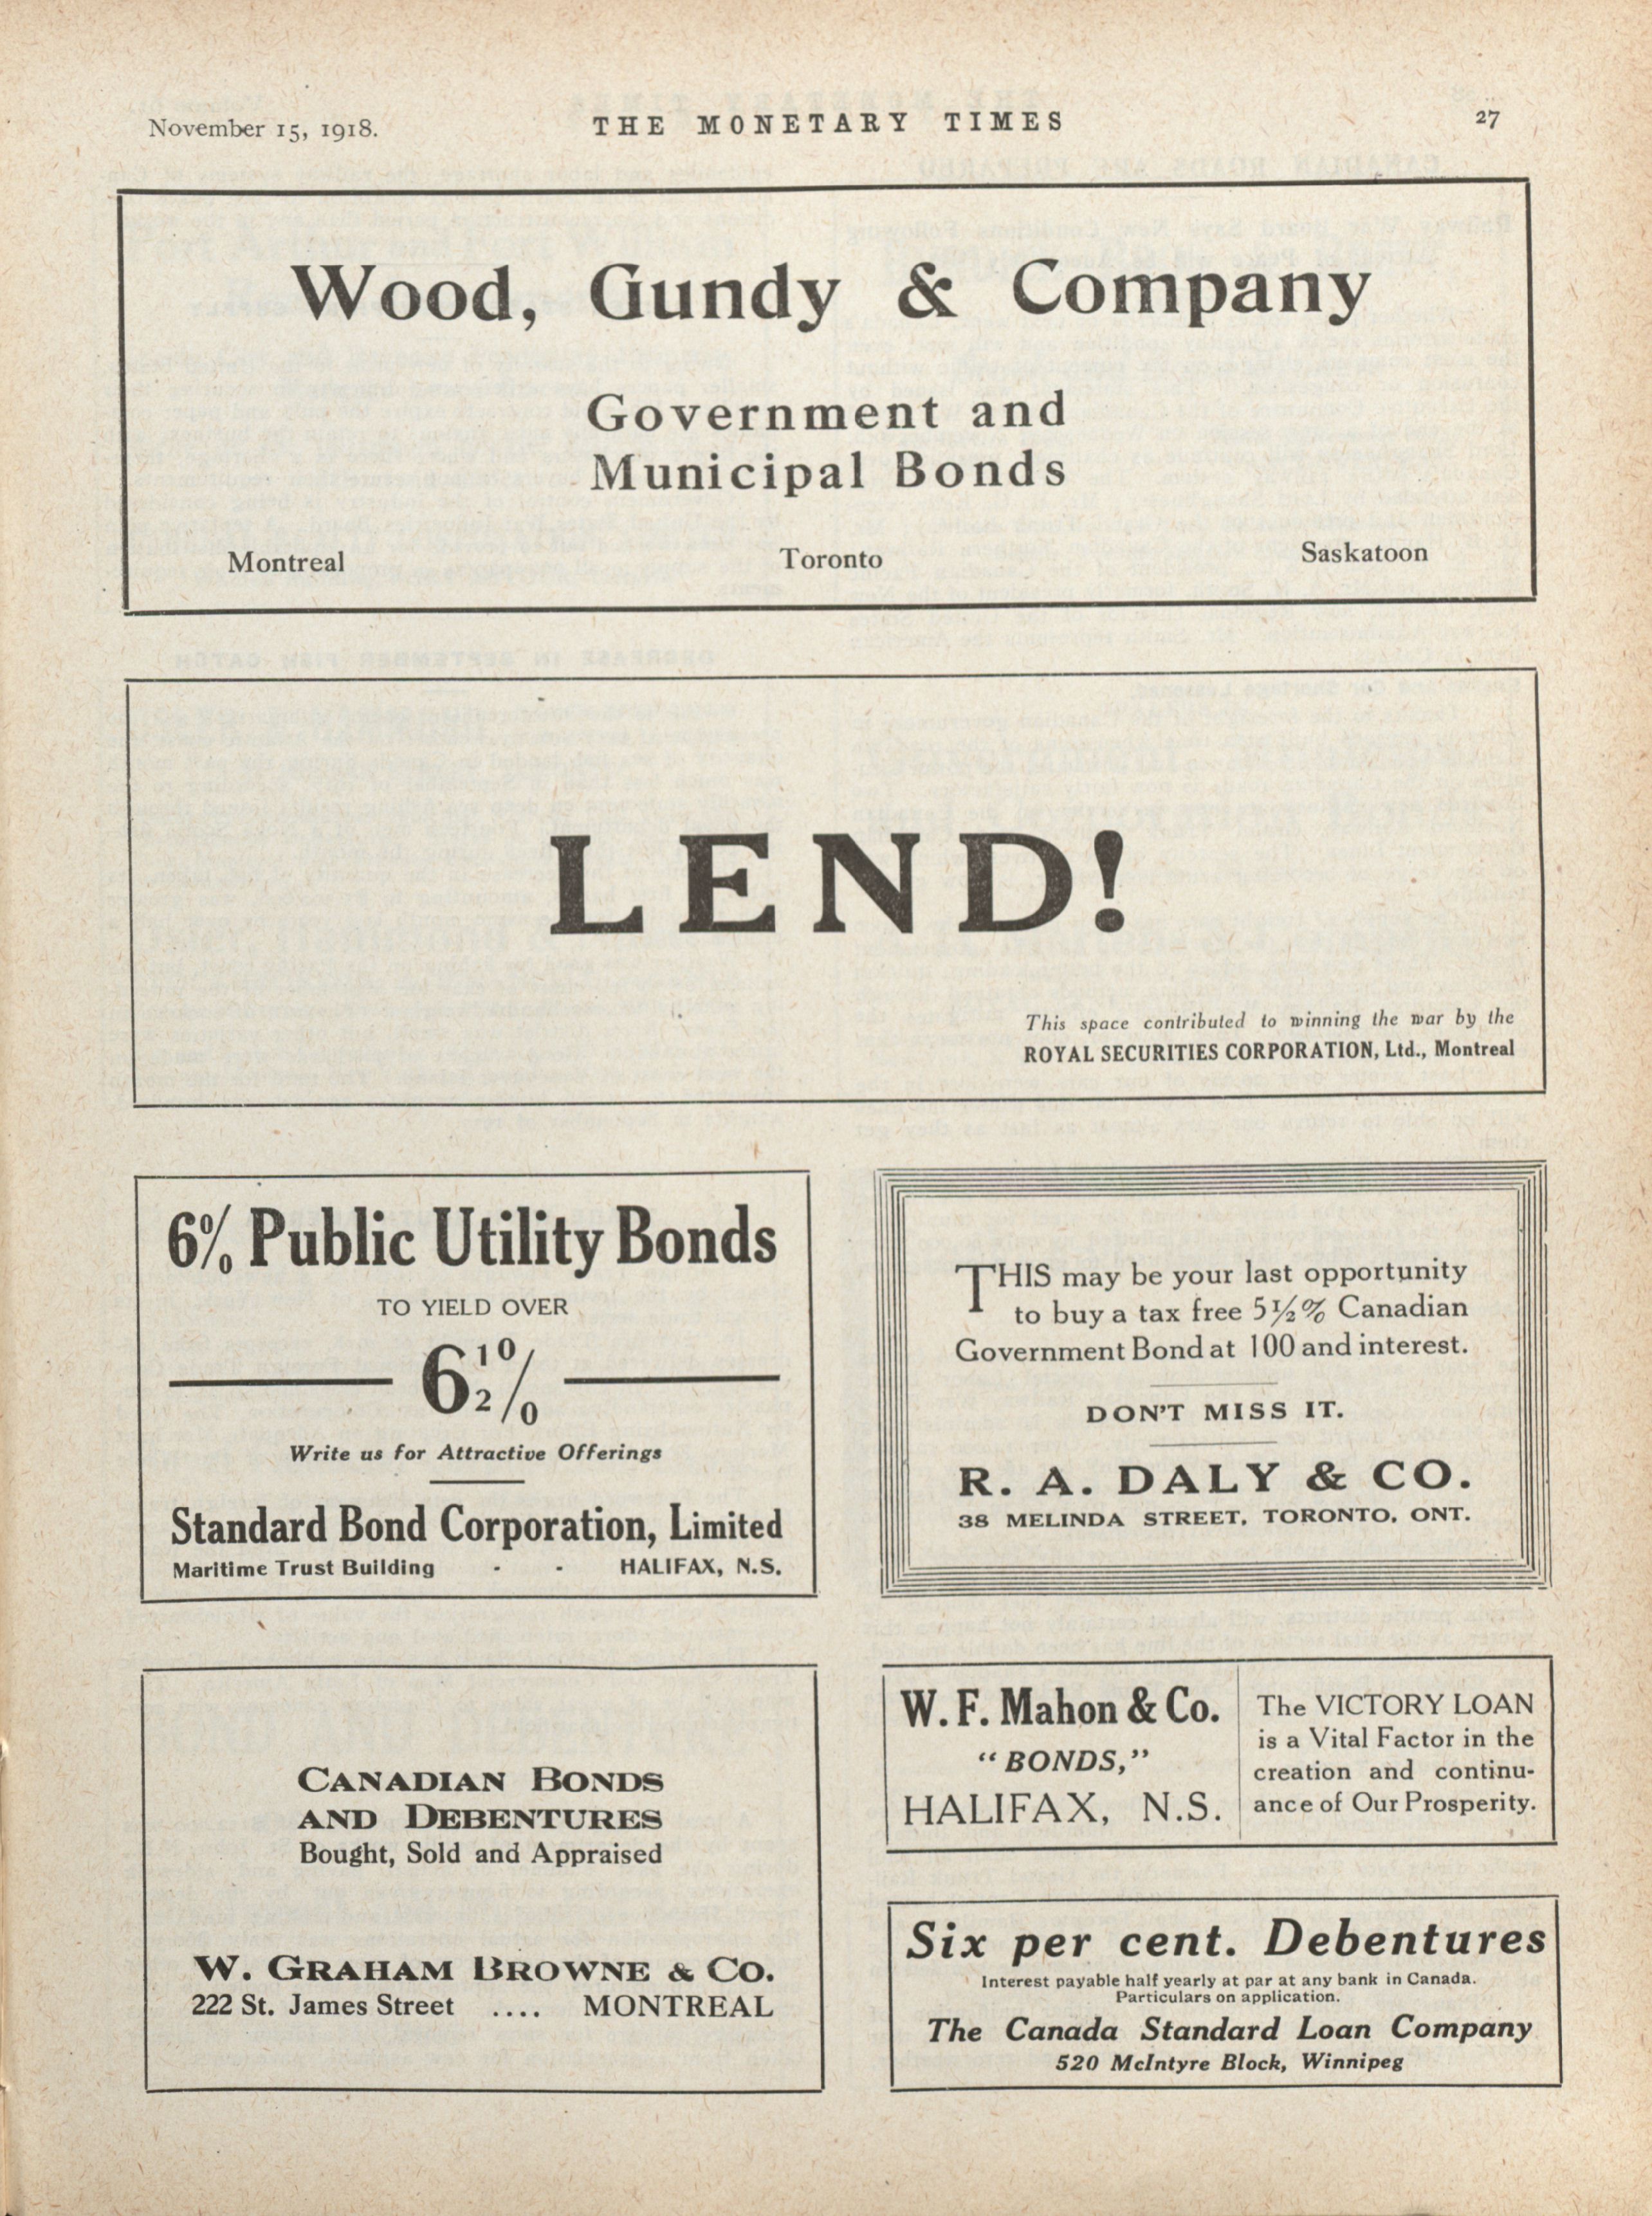 November 15, 1918.
THE MONETARY TIMES
27
Wood, Gundy & Company
Government and
Municipal Bonds
Montreal Toronto Saskatoon
LEND!
This space contributed to winning the war by the
ROYAL SECURITIES CORPORATION, Ltd., Montreal
6% Public Utility Bonds
TO YIELD OVER
6½%
Write us for Attractive Offerings
Standard Bond Corporation, Limited
Maritime Trust Building - - HALIFAX, N.S.
THIS may be your last opportunity
to buy a tax free 5½% Canadian
Government Bond at 100 and interest.
DON'T MISS IT.
R. A. DALY & CO.
38 MELINDA STREET, TORONTO, ONT.
CANADIAN BONDS
AND DEBENTURES
Bought, Sold and Appraised
W. GRAHAM BROWNE & CO.
222 St. James Street .... MONTREAL
W. F. Mahon & Co.
"BONDS,"
HALIFAX, N.S.
The VICTORY LOAN
is a Vital Factor in the
creation and continu-
ance of Our Prosperity.
Six per cent. Debentures
Interest payable half yearly at par at any bank in Canada.
Particulars on application.
The Canada Standard Loan Company
520 McIntyre Block, Winnipeg